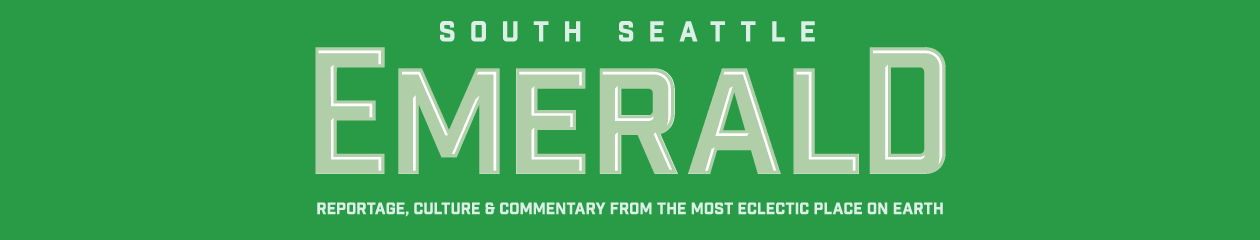 SOUTH SEATTLE
EMERALD
REPORTAGE, CULTURE & COMMENTARY FROM THE MOST ECLECTIC PLACE ON EARTH